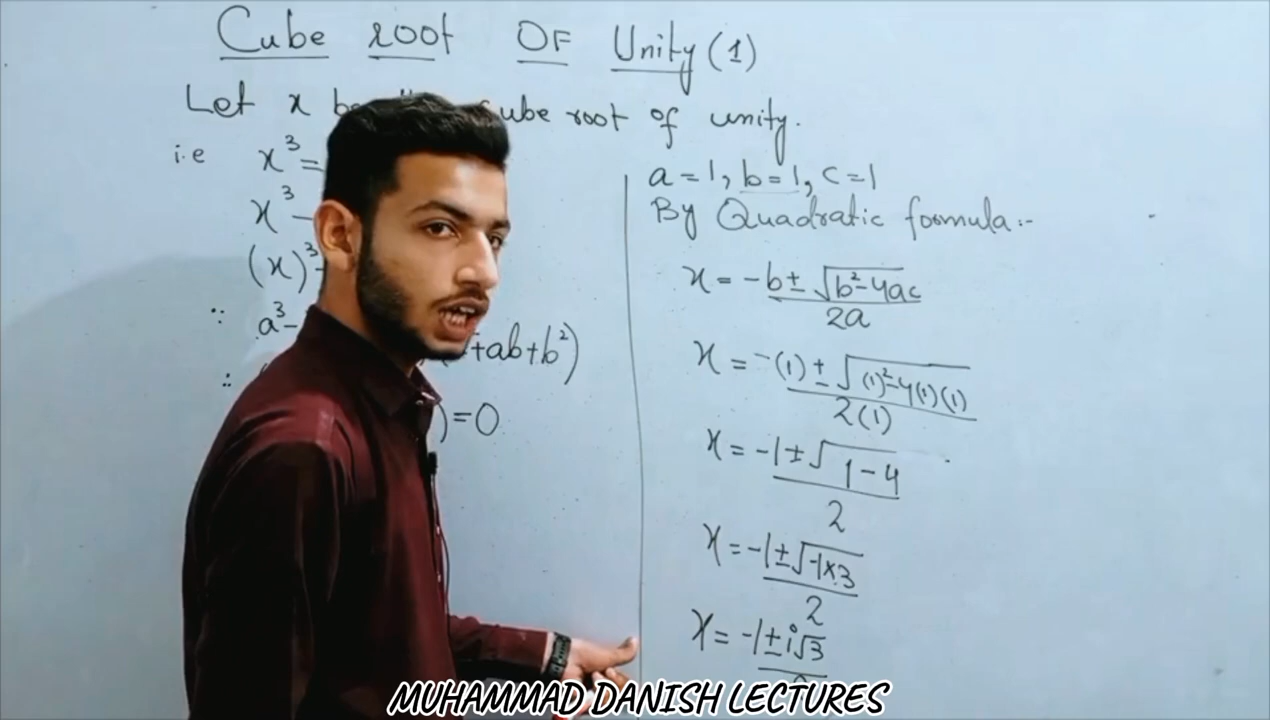 Cube root OF Unity (1)
Let x be cube root of unity.
i.e x³ =
x³ -
(x)³ -
∵ a³ - +ab+b²)
∴ ) = 0
a = 1, b = 1, c = 1
By Quadratic formula:-
x = -b ± √b² - 4ac / 2a
x = -(1) ± √(1)² - 4(1)(1) / 2(1)
x = -1 ± √1 - 4 / 2
x = -1 ± √-1×3 / 2
x = -1 ± i√3
MUHAMMAD DANISH LECTURES